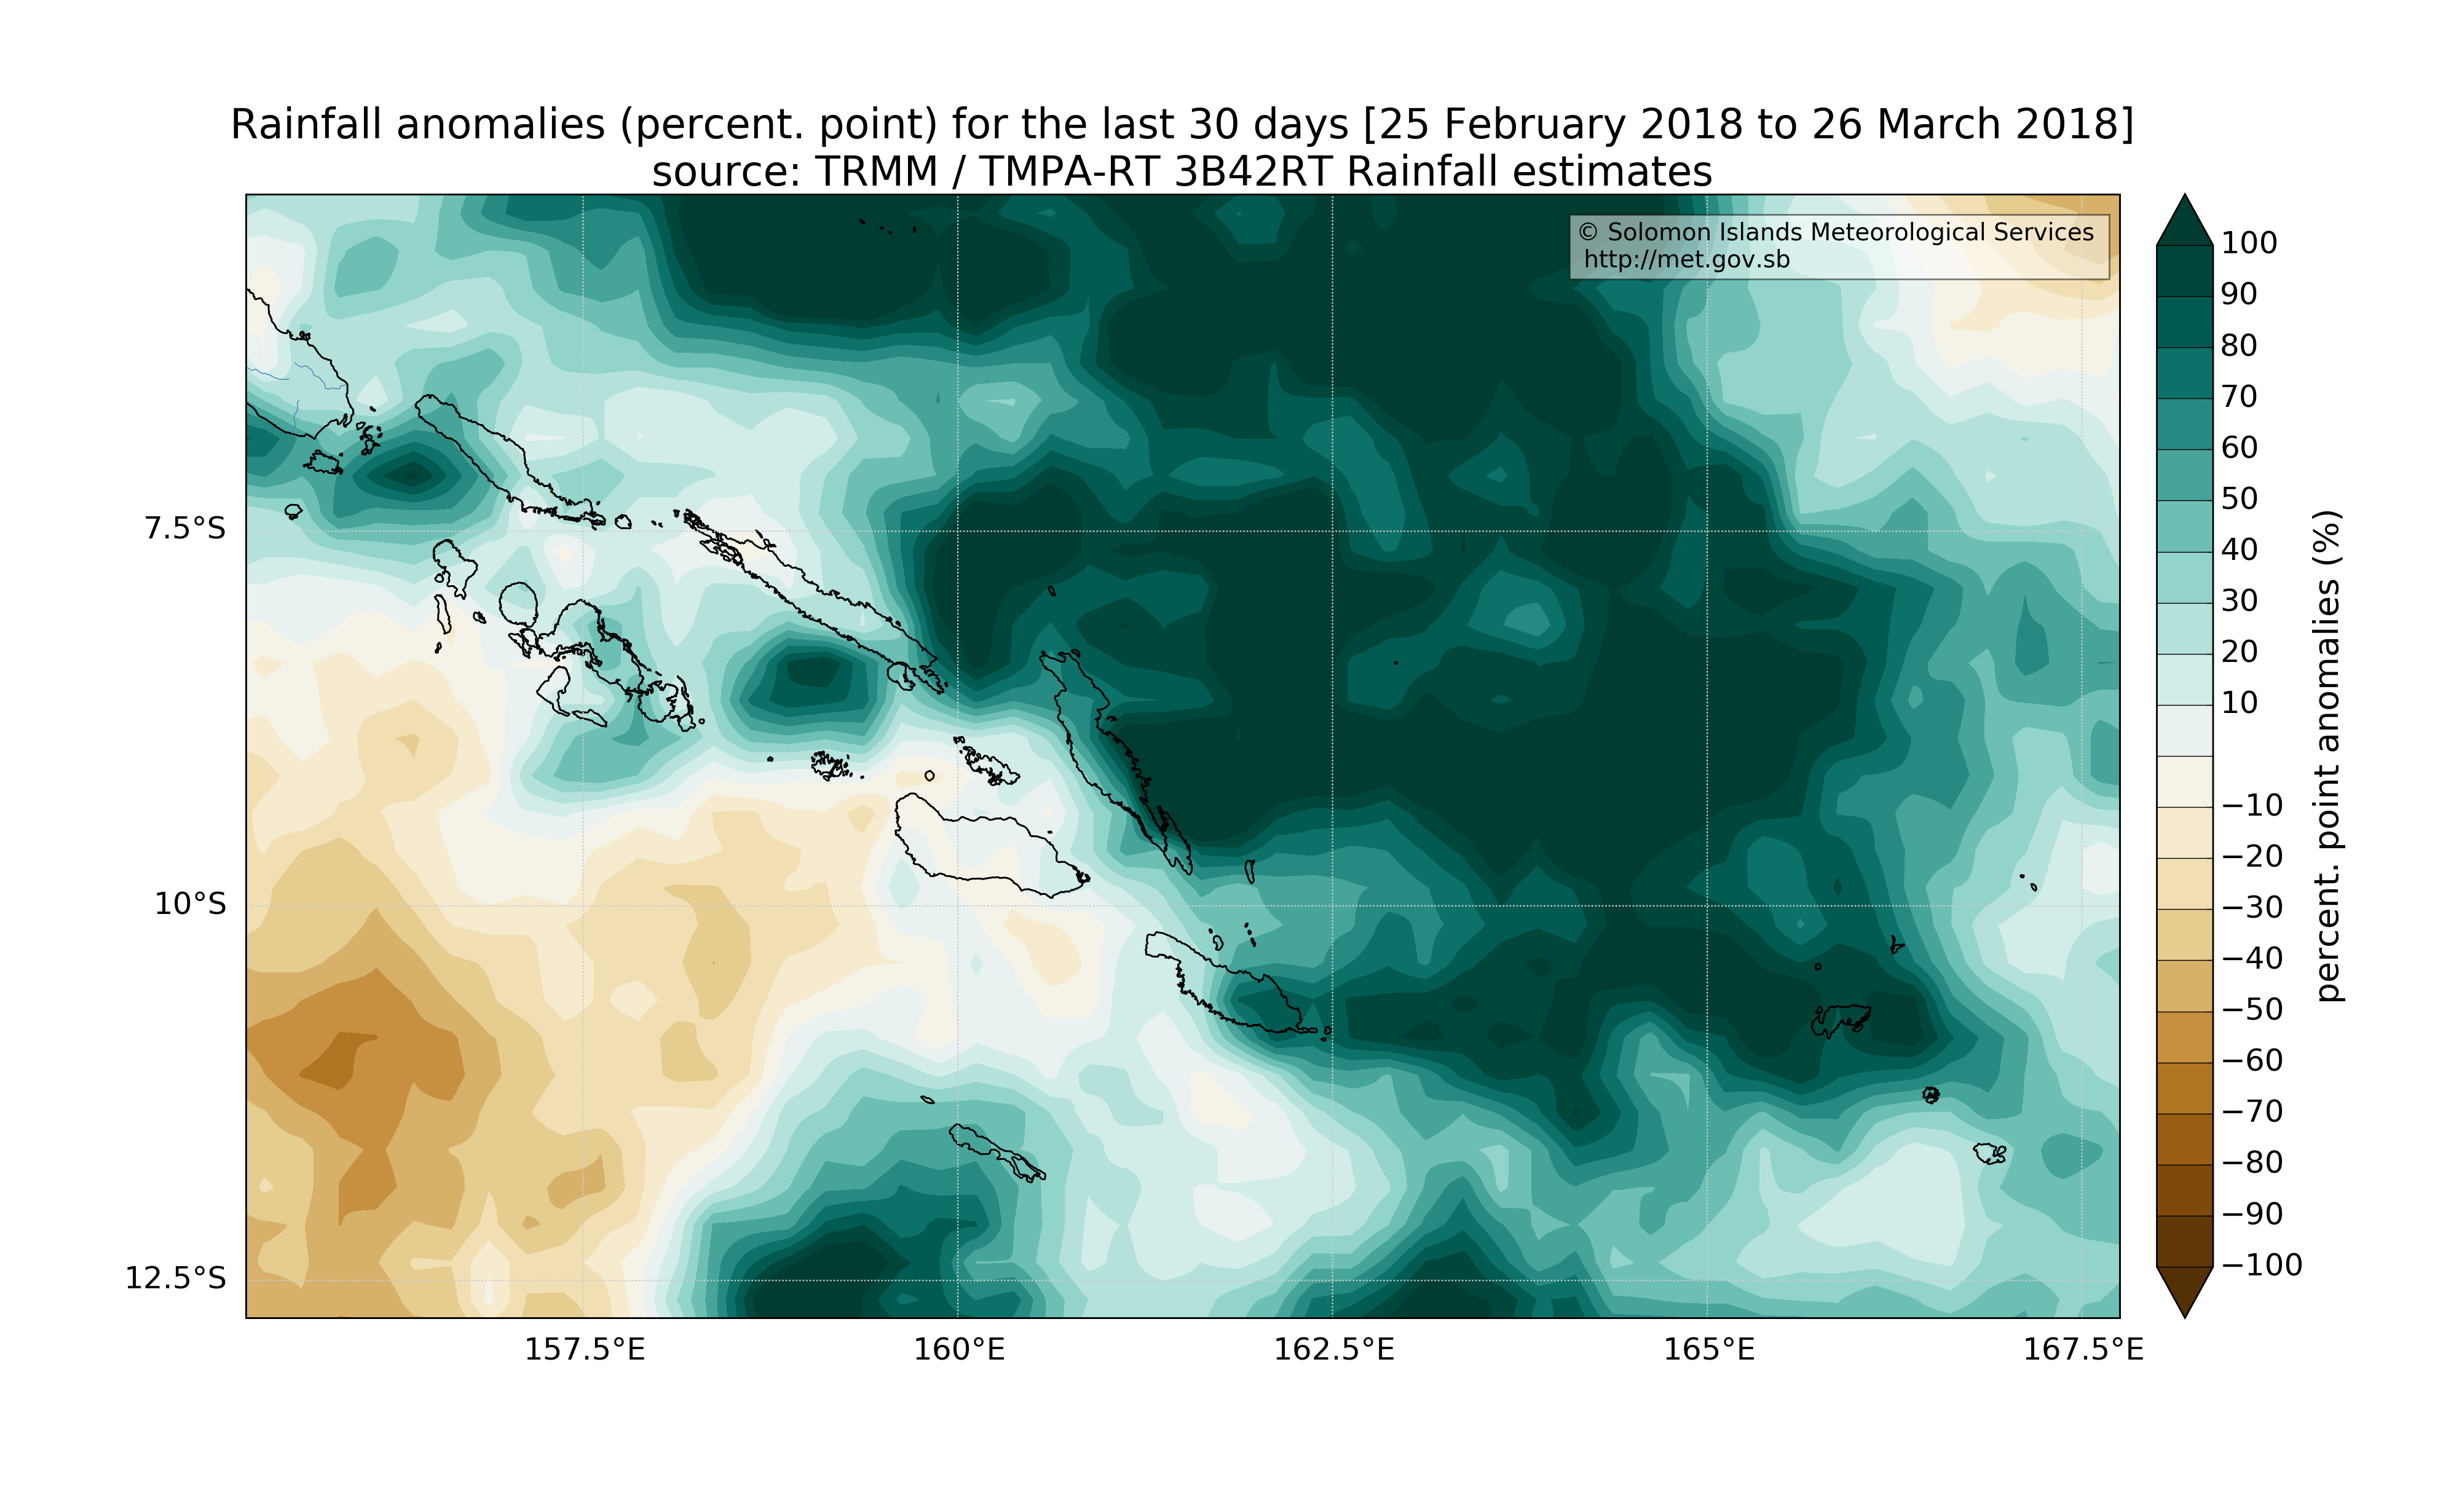 Rainfall anomalies (percent. point) for the last 30 days [25 February 2018 to 26 March 2018]
source: TRMM / TMPA-RT 3B42RT Rainfall estimates
© Solomon Islands Meteorological Services
http://met.gov.sb
7.5°S
10°S
12.5°S
157.5°E
160°E
162.5°E
165°E
167.5°E
100
90
80
70
60
50
40
30
20
10
−10
−20
−30
−40
−50
−60
−70
−80
−90
−100
percent. point anomalies (%)